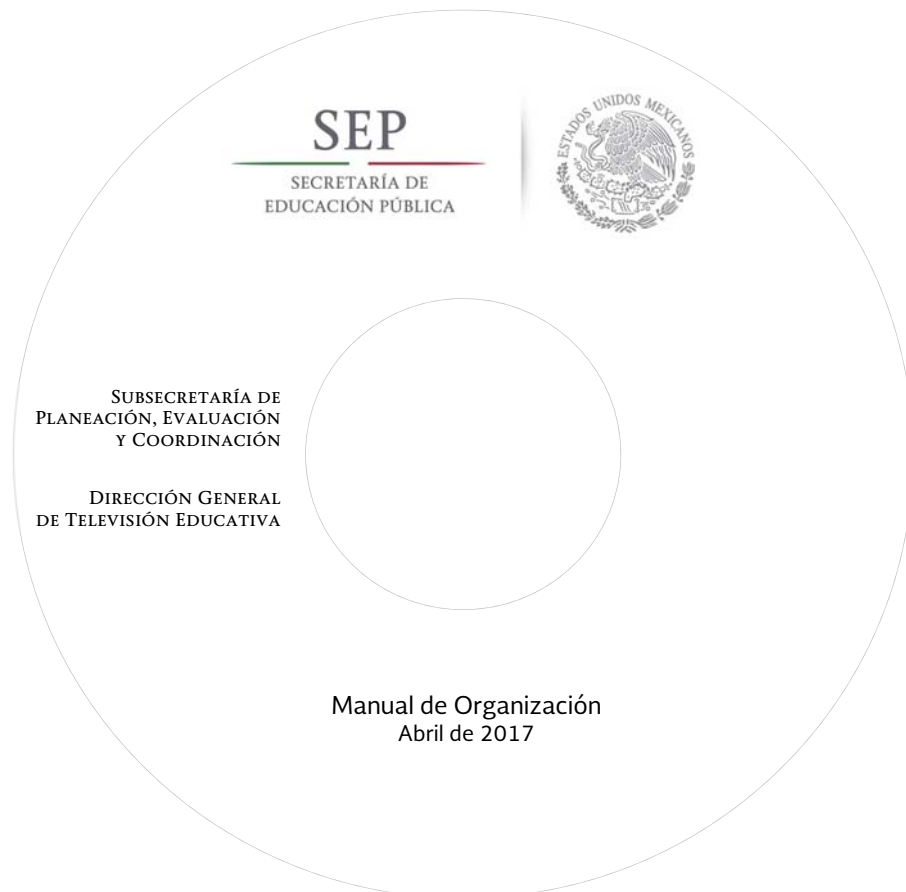 SEP
SECRETARÍA DE
EDUCACIÓN PÚBLICA
ESTADOS UNIDOS MEXICANOS
SUBSECRETARÍA DE
PLANEACIÓN, EVALUACIÓN
Y COORDINACIÓN
DIRECCIÓN GENERAL
DE TELEVISIÓN EDUCATIVA
Manual de Organización
Abril de 2017